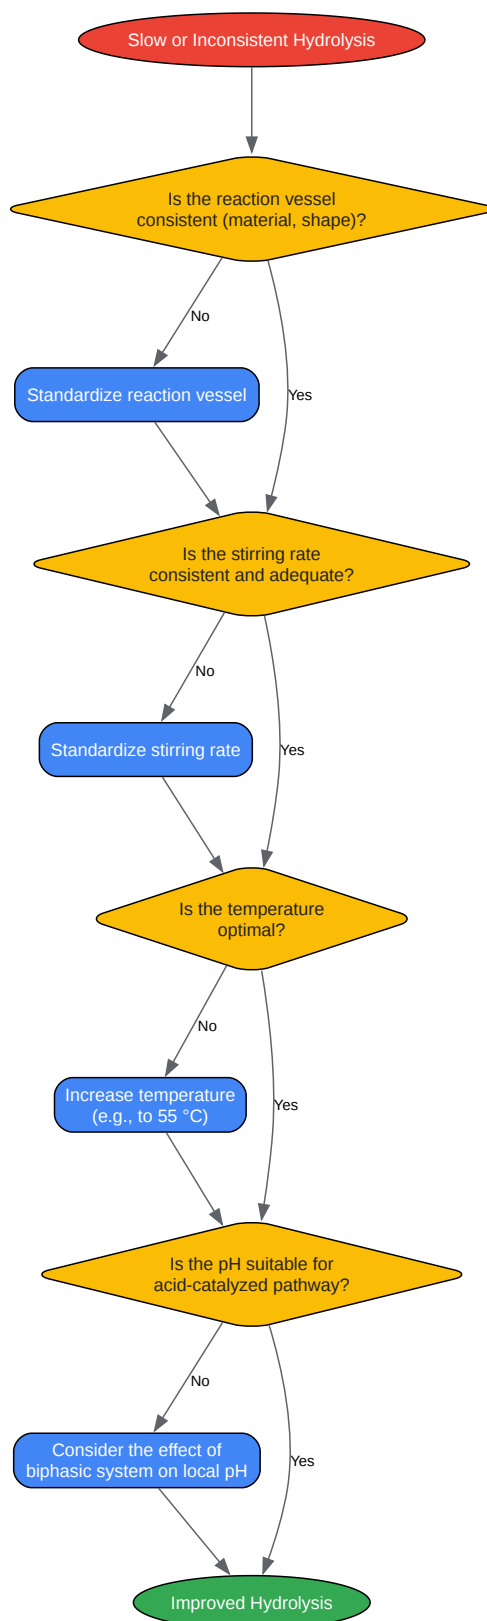 Slow or Inconsistent Hydrolysis
Is the reaction vessel
consistent (material, shape)?
No
Standardize reaction vessel
Yes
Is the stirring rate
consistent and adequate?
No
Standardize stirring rate
Yes
Is the temperature
optimal?
No
Increase temperature
(e.g., to 55 °C)
Yes
Is the pH suitable for
acid-catalyzed pathway?
No
Consider the effect of
biphasic system on local pH
Yes
Improved Hydrolysis